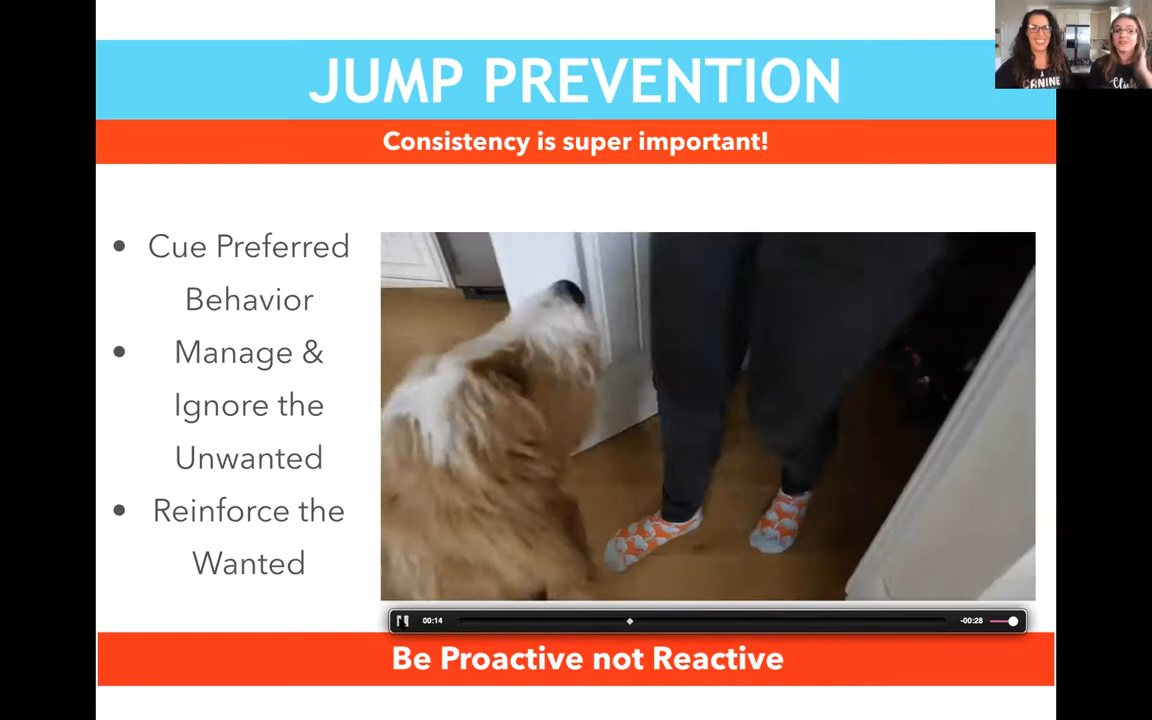 JUMP PREVENTION
Consistency is super important!
• Cue Preferred
Behavior
• Manage &
Ignore the
Unwanted
• Reinforce the
Wanted
00:14
-00:28
Be Proactive not Reactive
CANINE
Club